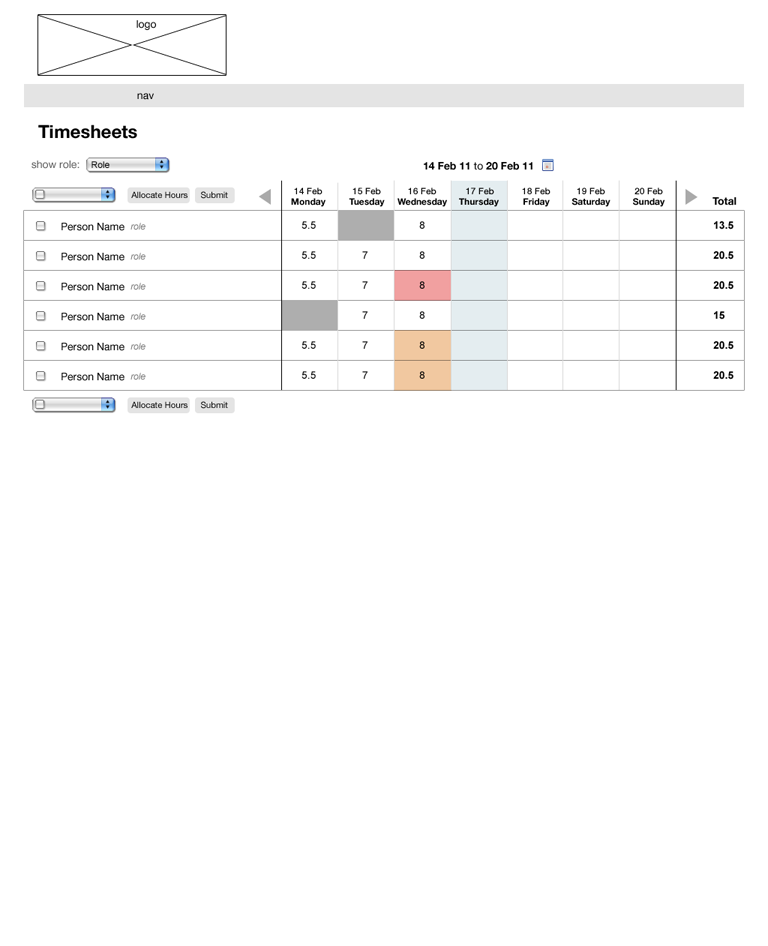 logo
nav
Timesheets
show role: Role
14 Feb 11 to 20 Feb 11
Allocate Hours Submit
14 Feb 15 Feb 16 Feb 17 Feb 18 Feb 19 Feb 20 Feb
Monday Tuesday Wednesday Thursday Friday Saturday Sunday Total
Person Name role 5.5 8 13.5
Person Name role 5.5 7 8 20.5
Person Name role 5.5 7 8 20.5
Person Name role 7 8 15
Person Name role 5.5 7 8 20.5
Person Name role 5.5 7 8 20.5
Allocate Hours Submit